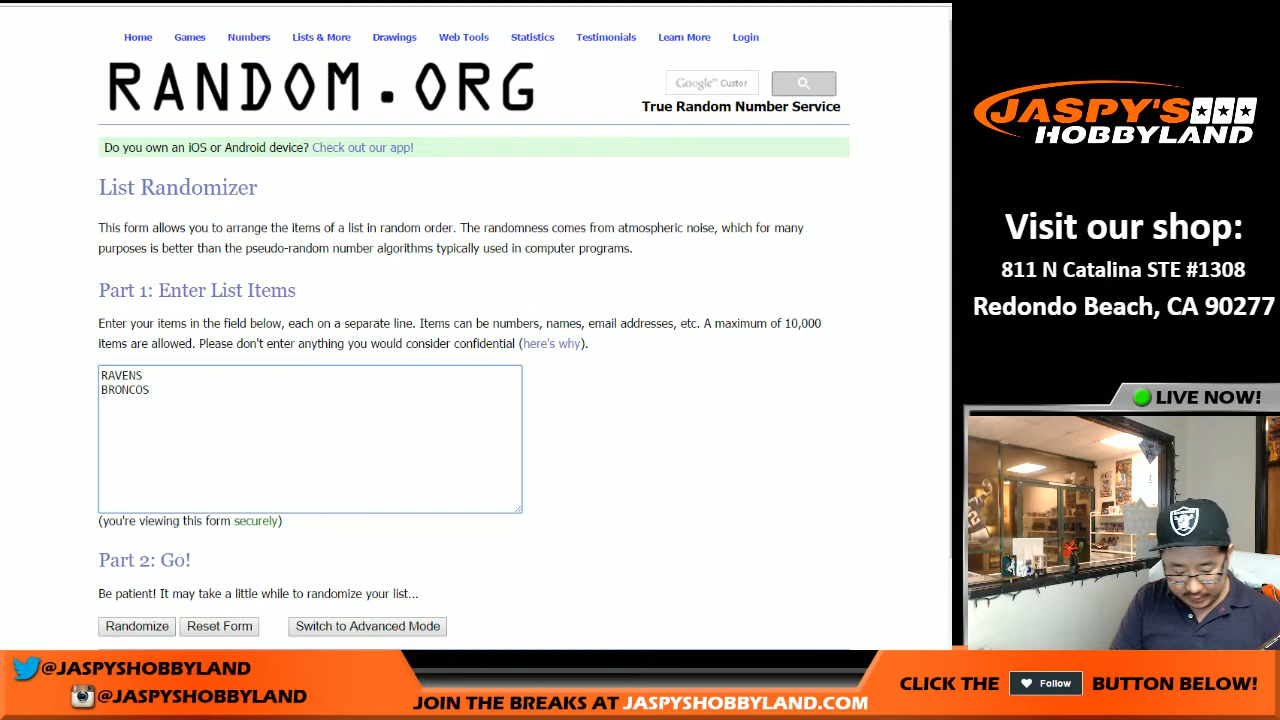 Home Games Numbers Lists & More Drawings Web Tools Statistics Testimonials Learn More Login
RANDOM.ORG
Google™ Custor
True Random Number Service
Do you own an iOS or Android device? Check out our app!
List Randomizer
This form allows you to arrange the items of a list in random order. The randomness comes from atmospheric noise, which for many
purposes is better than the pseudo-random number algorithms typically used in computer programs.
Part 1: Enter List Items
Enter your items in the field below, each on a separate line. Items can be numbers, names, email addresses, etc. A maximum of 10,000
items are allowed. Please don't enter anything you would consider confidential (here's why).
RAVENS
BRONCOS
(you're viewing this form securely)
Part 2: Go!
Be patient! It may take a little while to randomize your list...
Randomize Reset Form Switch to Advanced Mode
JASPY'S
HOBBYLAND
Visit our shop:
811 N Catalina STE #1308
Redondo Beach, CA 90277
LIVE NOW!
@JASPYSHOBBYLAND
@JASPYSHOBBYLAND
JOIN THE BREAKS AT JASPYSHOBBYLAND.COM
CLICK THE Follow BUTTON BELOW!